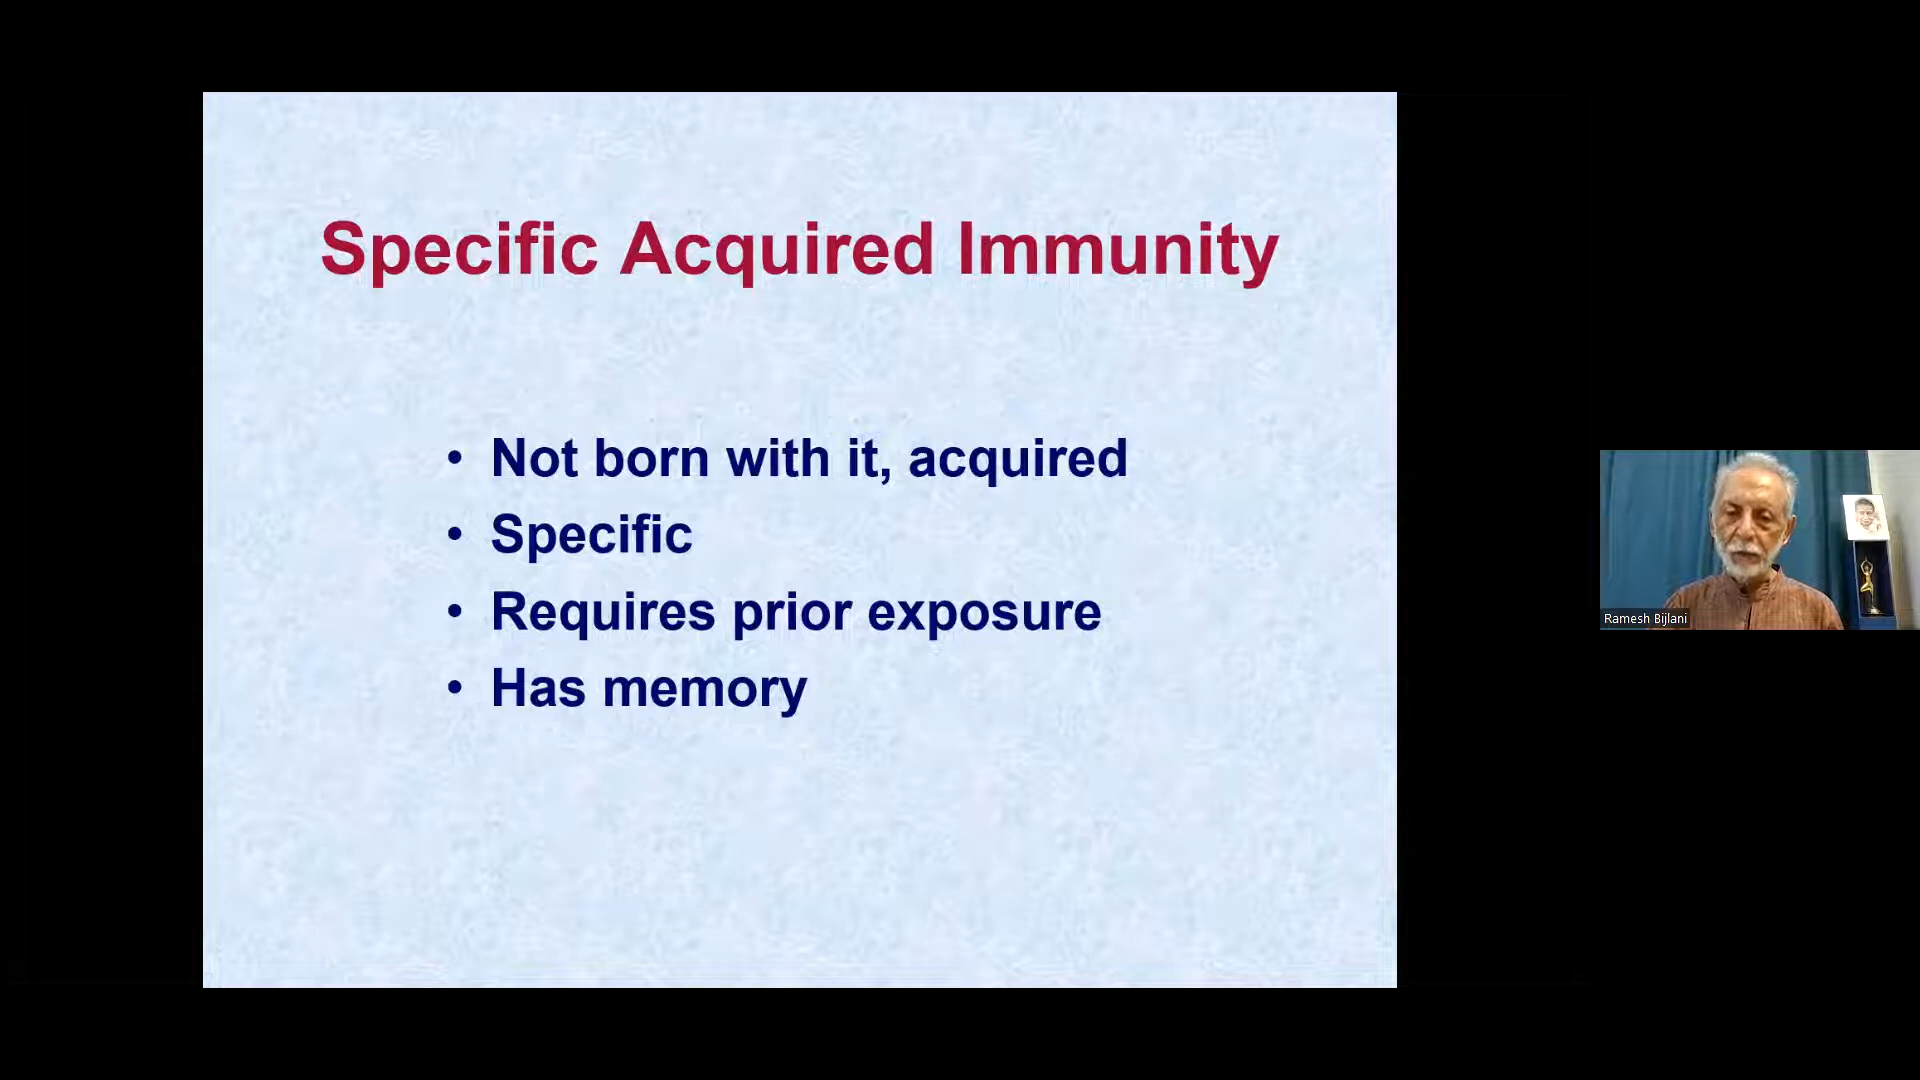 Specific Acquired Immunity
• Not born with it, acquired
• Specific
• Requires prior exposure
• Has memory
Ramesh Bijlani